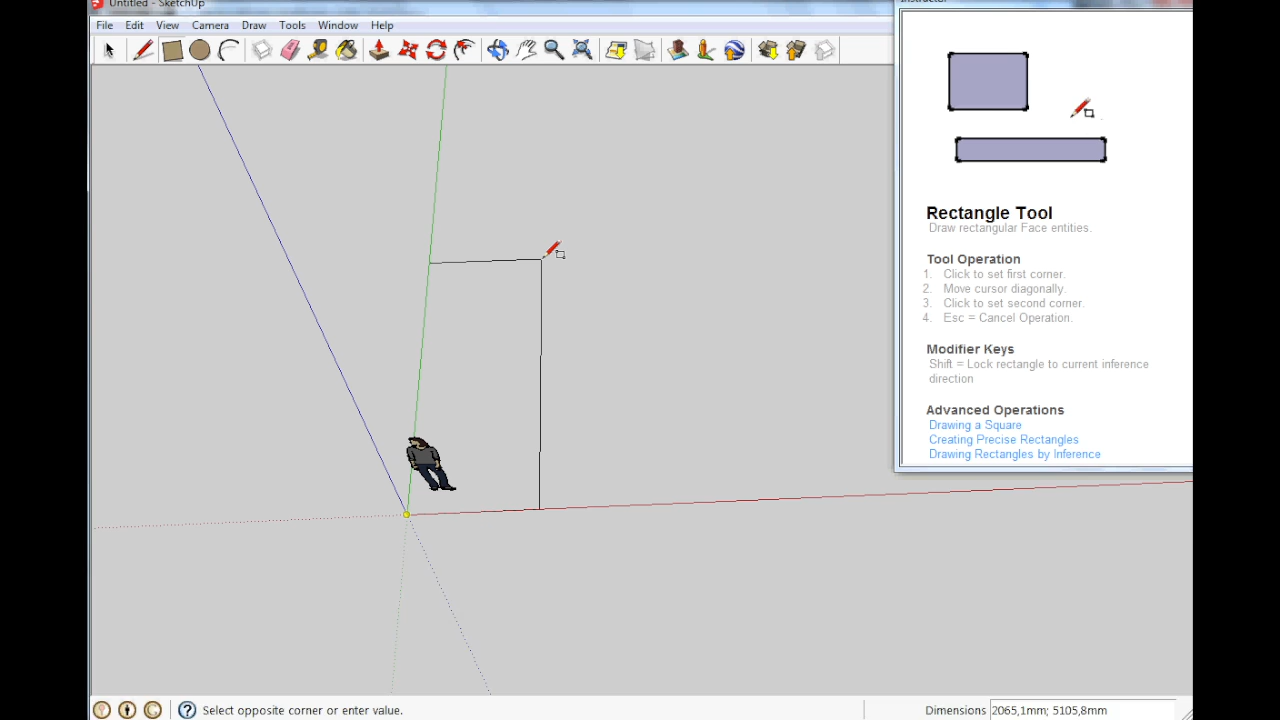 Untitled - SketchUp
Instructor
File Edit View Camera Draw Tools Window Help
Rectangle Tool
Draw rectangular Face entities.
Tool Operation
1. Click to set first corner.
2. Move cursor diagonally.
3. Click to set second corner.
4. Esc = Cancel Operation.
Modifier Keys
Shift = Lock rectangle to current inference
direction
Advanced Operations
Drawing a Square
Creating Precise Rectangles
Drawing Rectangles by Inference
Select opposite corner or enter value.
Dimensions 2065,1mm; 5105,8mm